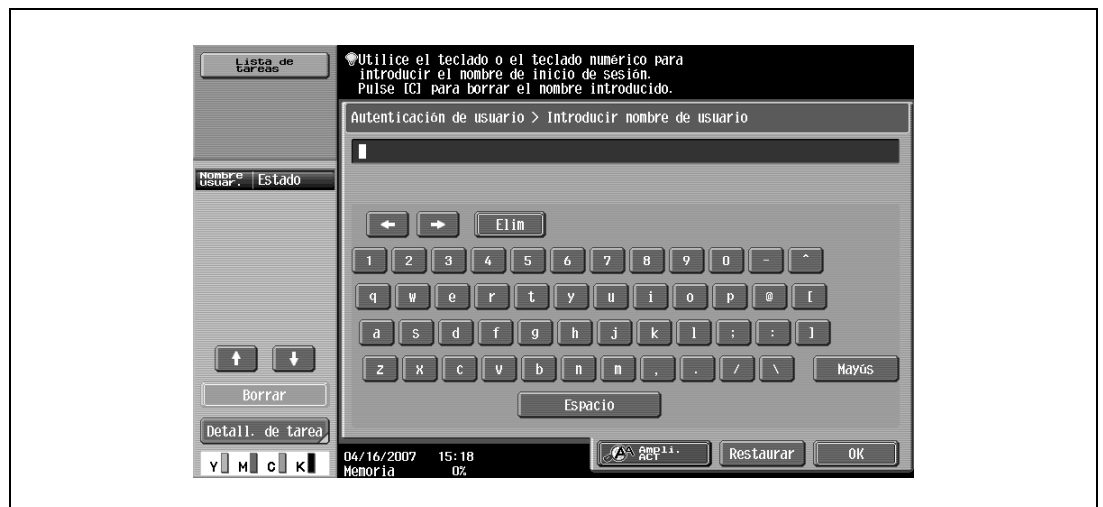 Lista de
tareas
Utilice el teclado o el teclado numérico para
introducir el nombre de inicio de sesión.
Pulse [C] para borrar el nombre introducido.
Autenticación de usuario > Introducir nombre de usuario
Nombre
usuar.
Estado
Elim
1 2 3 4 5 6 7 8 9 0 - ^
q w e r t y u i o p @ [
a s d f g h j k l ; : ]
z x c v b n m , . / \ Mayús
Espacio
Borrar
Detall. de tarea
Y M C K
04/16/2007 15:18
Memoria 0%
Ampli.
ACT
Restaurar
OK